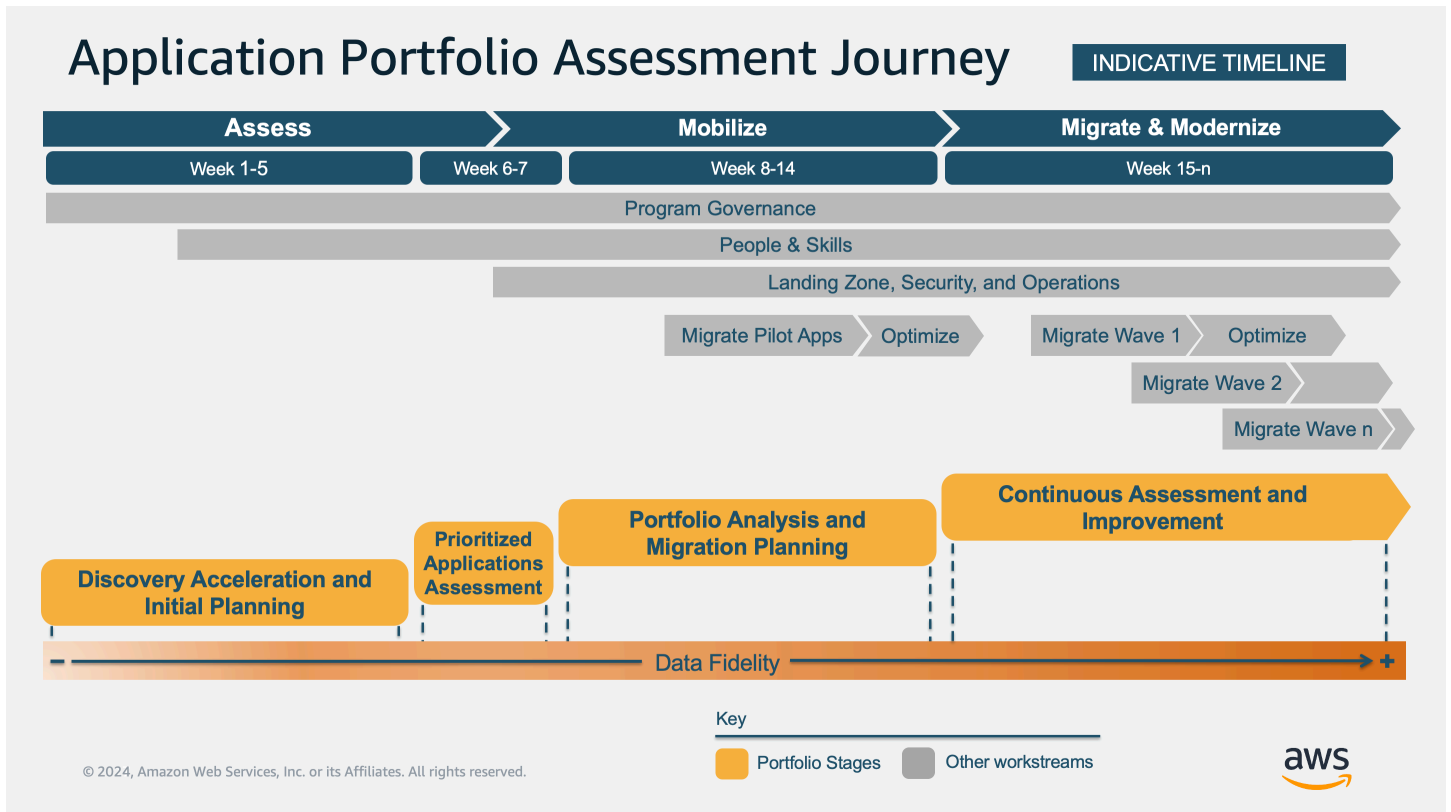 Application Portfolio Assessment Journey
INDICATIVE TIMELINE
Assess
Mobilize
Migrate & Modernize
Week 1-5
Week 6-7
Week 8-14
Week 15-n
Program Governance
People & Skills
Landing Zone, Security, and Operations
Migrate Pilot Apps
Optimize
Migrate Wave 1
Optimize
Migrate Wave 2
Migrate Wave n
Continuous Assessment and
Improvement
Portfolio Analysis and
Migration Planning
Prioritized
Applications
Assessment
Discovery Acceleration and
Initial Planning
Data Fidelity
Key
Portfolio Stages
Other workstreams
© 2024, Amazon Web Services, Inc. or its Affiliates. All rights reserved.
aws